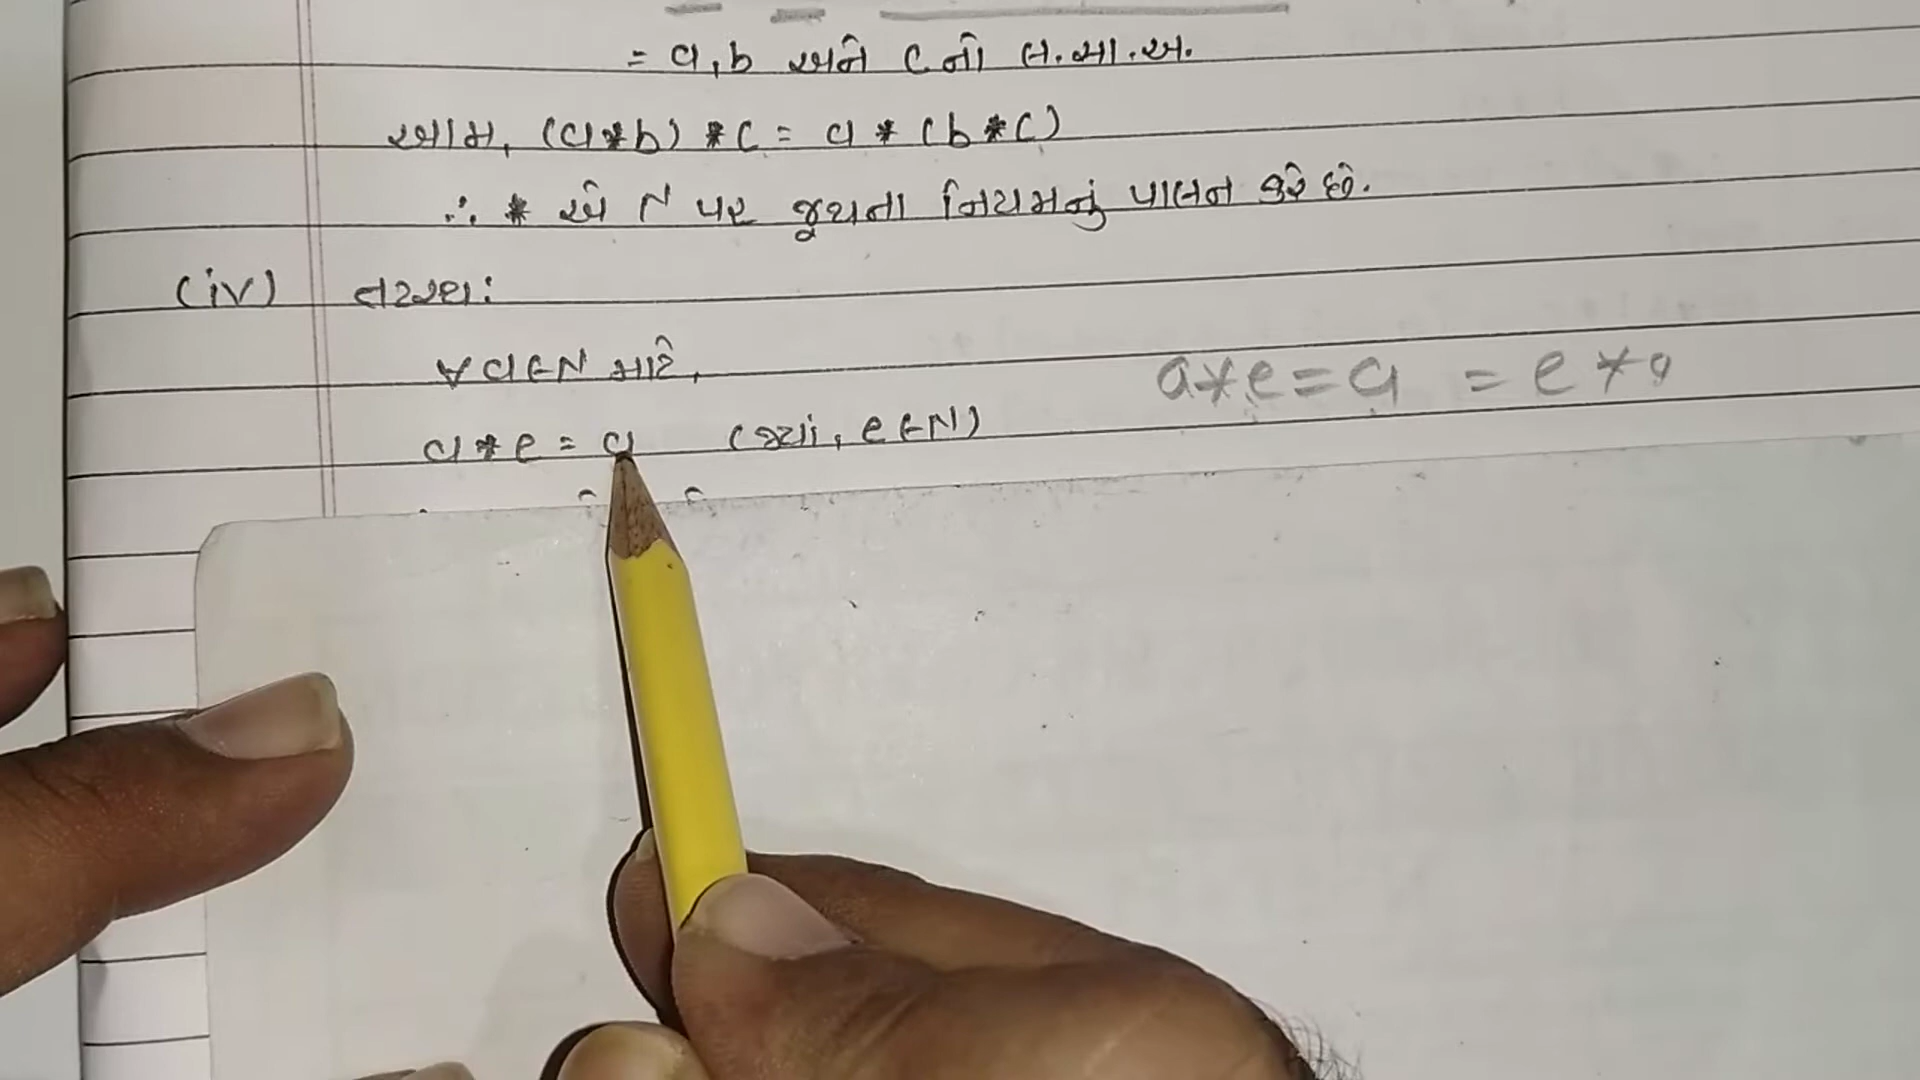 = a, b અને c નો લ.સા.અ.
આમ, (a*b) * c = a * (b*c)
∴ * એ N પર જૂથના નિયમનું પાલન કરે છે.
(iv) તટસ્થ:
∀ a ∈ N માટે,
a*e = a = e*a
a * e = a (જ્યાં, e ∈ N)